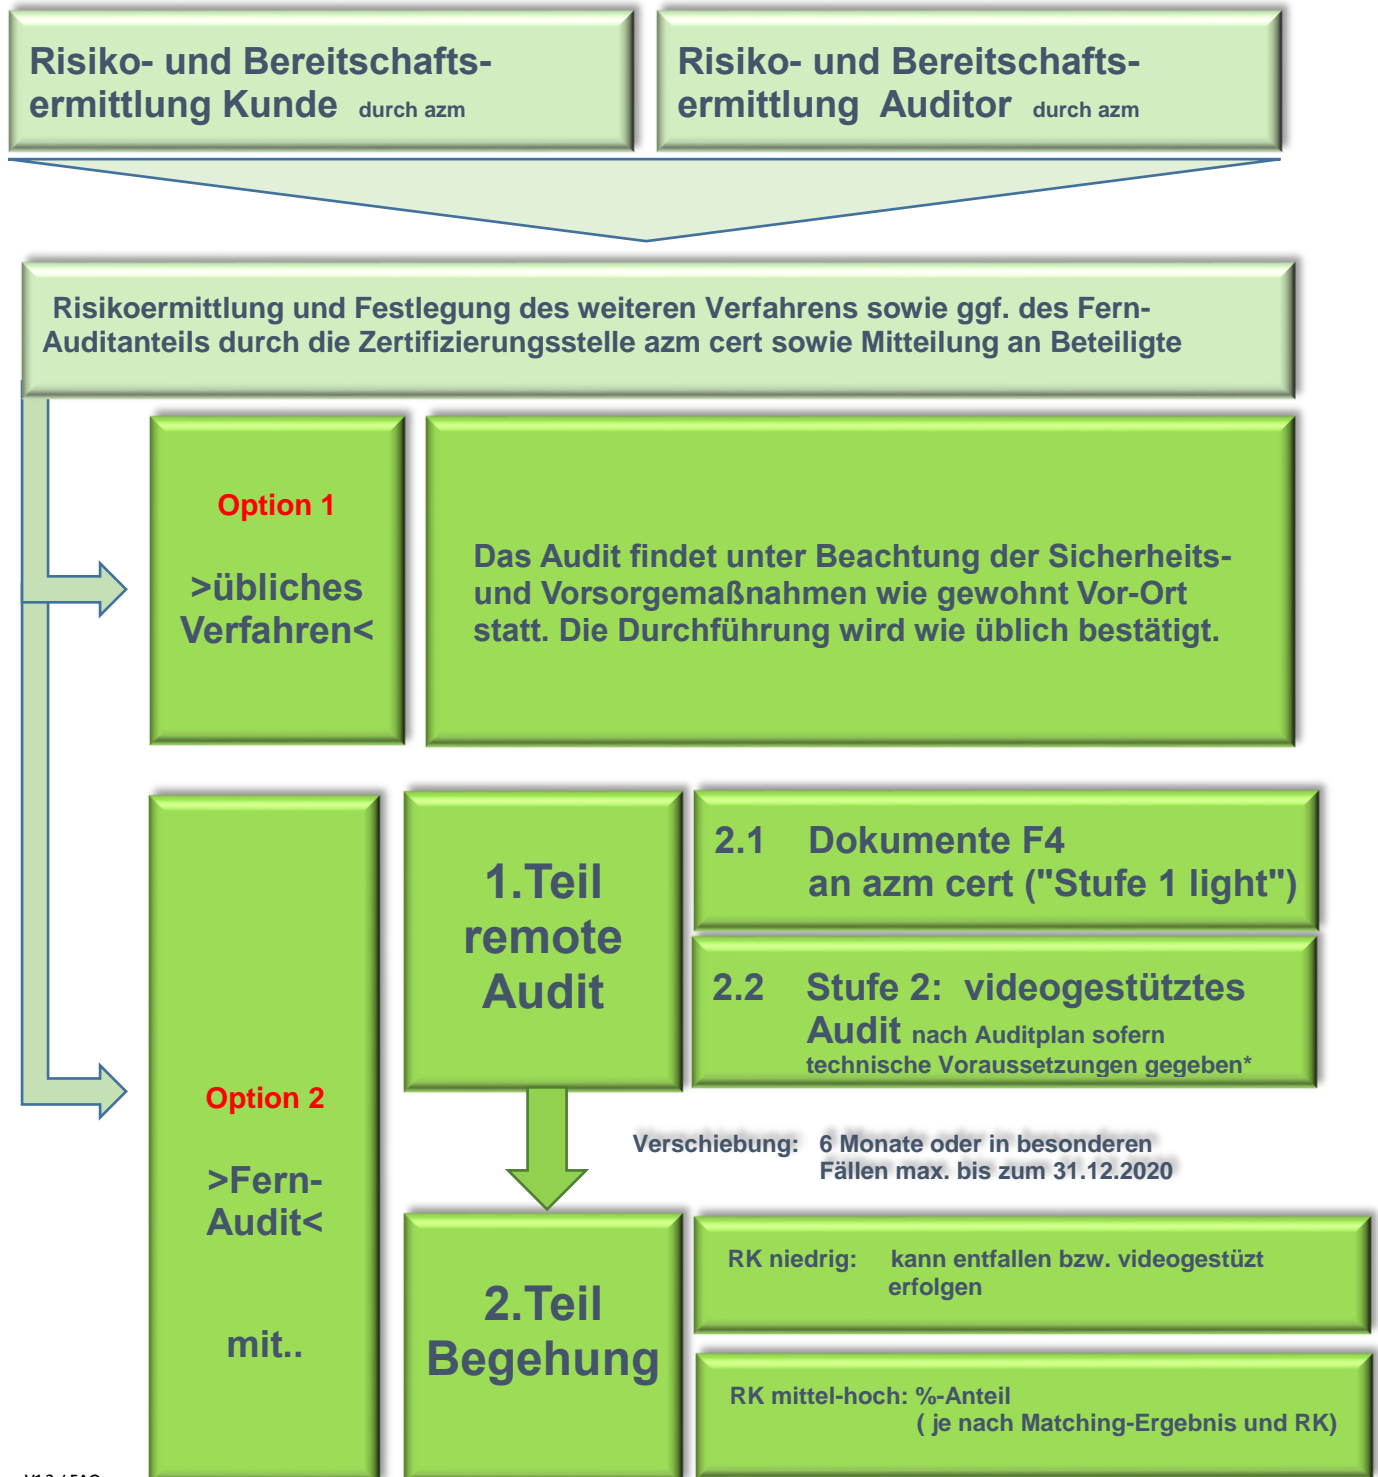 Risiko- und Bereitschafts-
ermittlung Kunde durch azm
Risiko- und Bereitschafts-
ermittlung Auditor durch azm
Risikoermittlung und Festlegung des weiteren Verfahrens sowie ggf. des Fern-
Auditanteils durch die Zertifizierungsstelle azm cert sowie Mitteilung an Beteiligte
Option 1
>übliches
Verfahren<
Das Audit findet unter Beachtung der Sicherheits-
und Vorsorgemaßnahmen wie gewohnt Vor-Ort
statt. Die Durchführung wird wie üblich bestätigt.
Option 2
>Fern-
Audit<
mit..
1.Teil
remote
Audit
2.1 Dokumente F4
an azm cert ("Stufe 1 light")
2.2 Stufe 2: videogestütztes
Audit nach Auditplan sofern
technische Voraussetzungen gegeben*
Verschiebung: 6 Monate oder in besonderen
Fällen max. bis zum 31.12.2020
2.Teil
Begehung
RK niedrig: kann entfallen bzw. videogestüzt
erfolgen
RK mittel-hoch: %-Anteil
( je nach Matching-Ergebnis und RK)